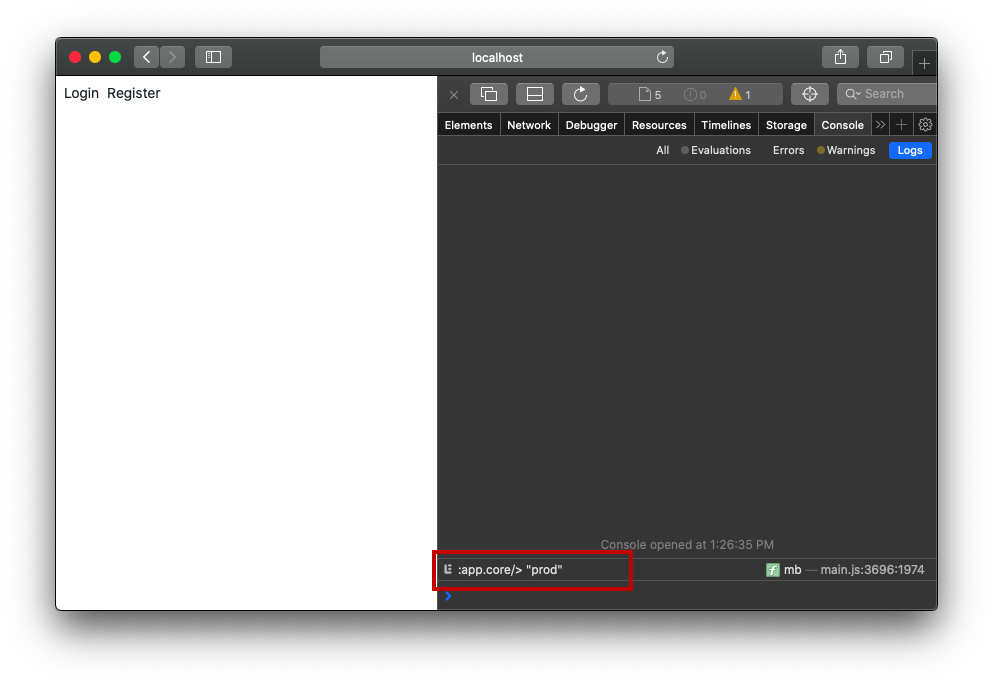 localhost
Login Register
5 0 1 Search
Elements Network Debugger Resources Timelines Storage Console
All Evaluations Errors Warnings Logs
Console opened at 1:26:35 PM
:app.core/> "prod" f mb — main.js:3696:1974